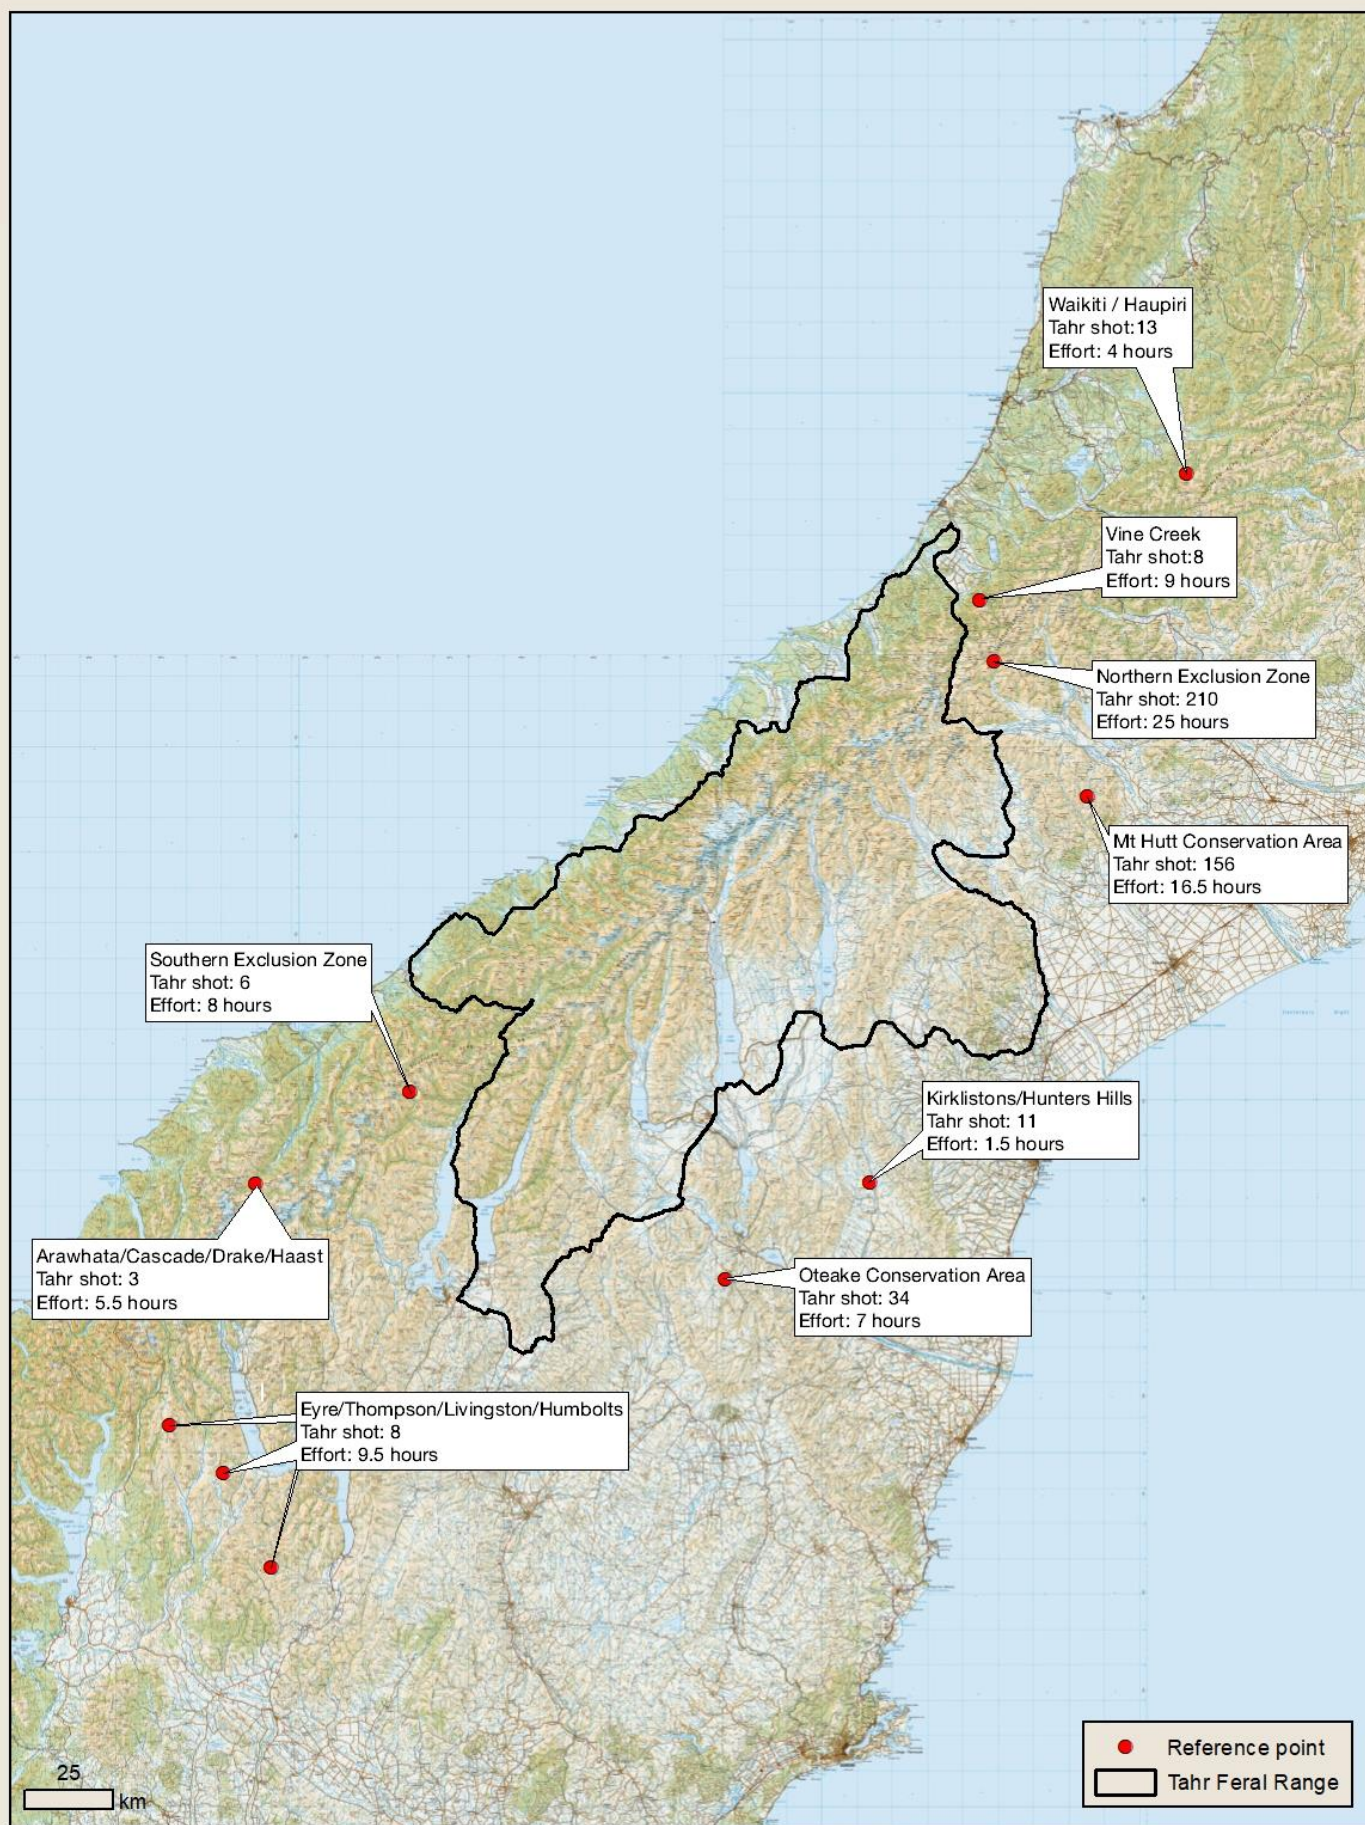 Waikiti / Haupiri
Tahr shot:13
Effort: 4 hours
Vine Creek
Tahr shot:8
Effort: 9 hours
Northern Exclusion Zone
Tahr shot: 210
Effort: 25 hours
Mt Hutt Conservation Area
Tahr shot: 156
Effort: 16.5 hours
Southern Exclusion Zone
Tahr shot: 6
Effort: 8 hours
Kirklistons/Hunters Hills
Tahr shot: 11
Effort: 1.5 hours
Arawhata/Cascade/Drake/Haast
Tahr shot: 3
Effort: 5.5 hours
Oteake Conservation Area
Tahr shot: 34
Effort: 7 hours
Eyre/Thompson/Livingston/Humbolts
Tahr shot: 8
Effort: 9.5 hours
Reference point
Tahr Feral Range
25
km